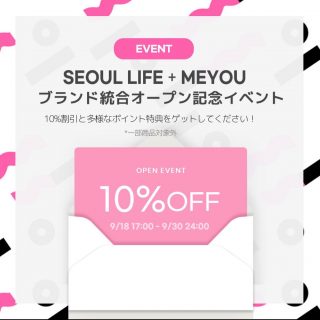 EVENT
SEOUL LIFE + MEYOU
ブランド統合オープン記念イベント
10%割引と多様なポイント特典をゲットしてください！
*一部商品対象外
OPEN EVENT
10%OFF
9/18 17:00 - 9/30 24:00